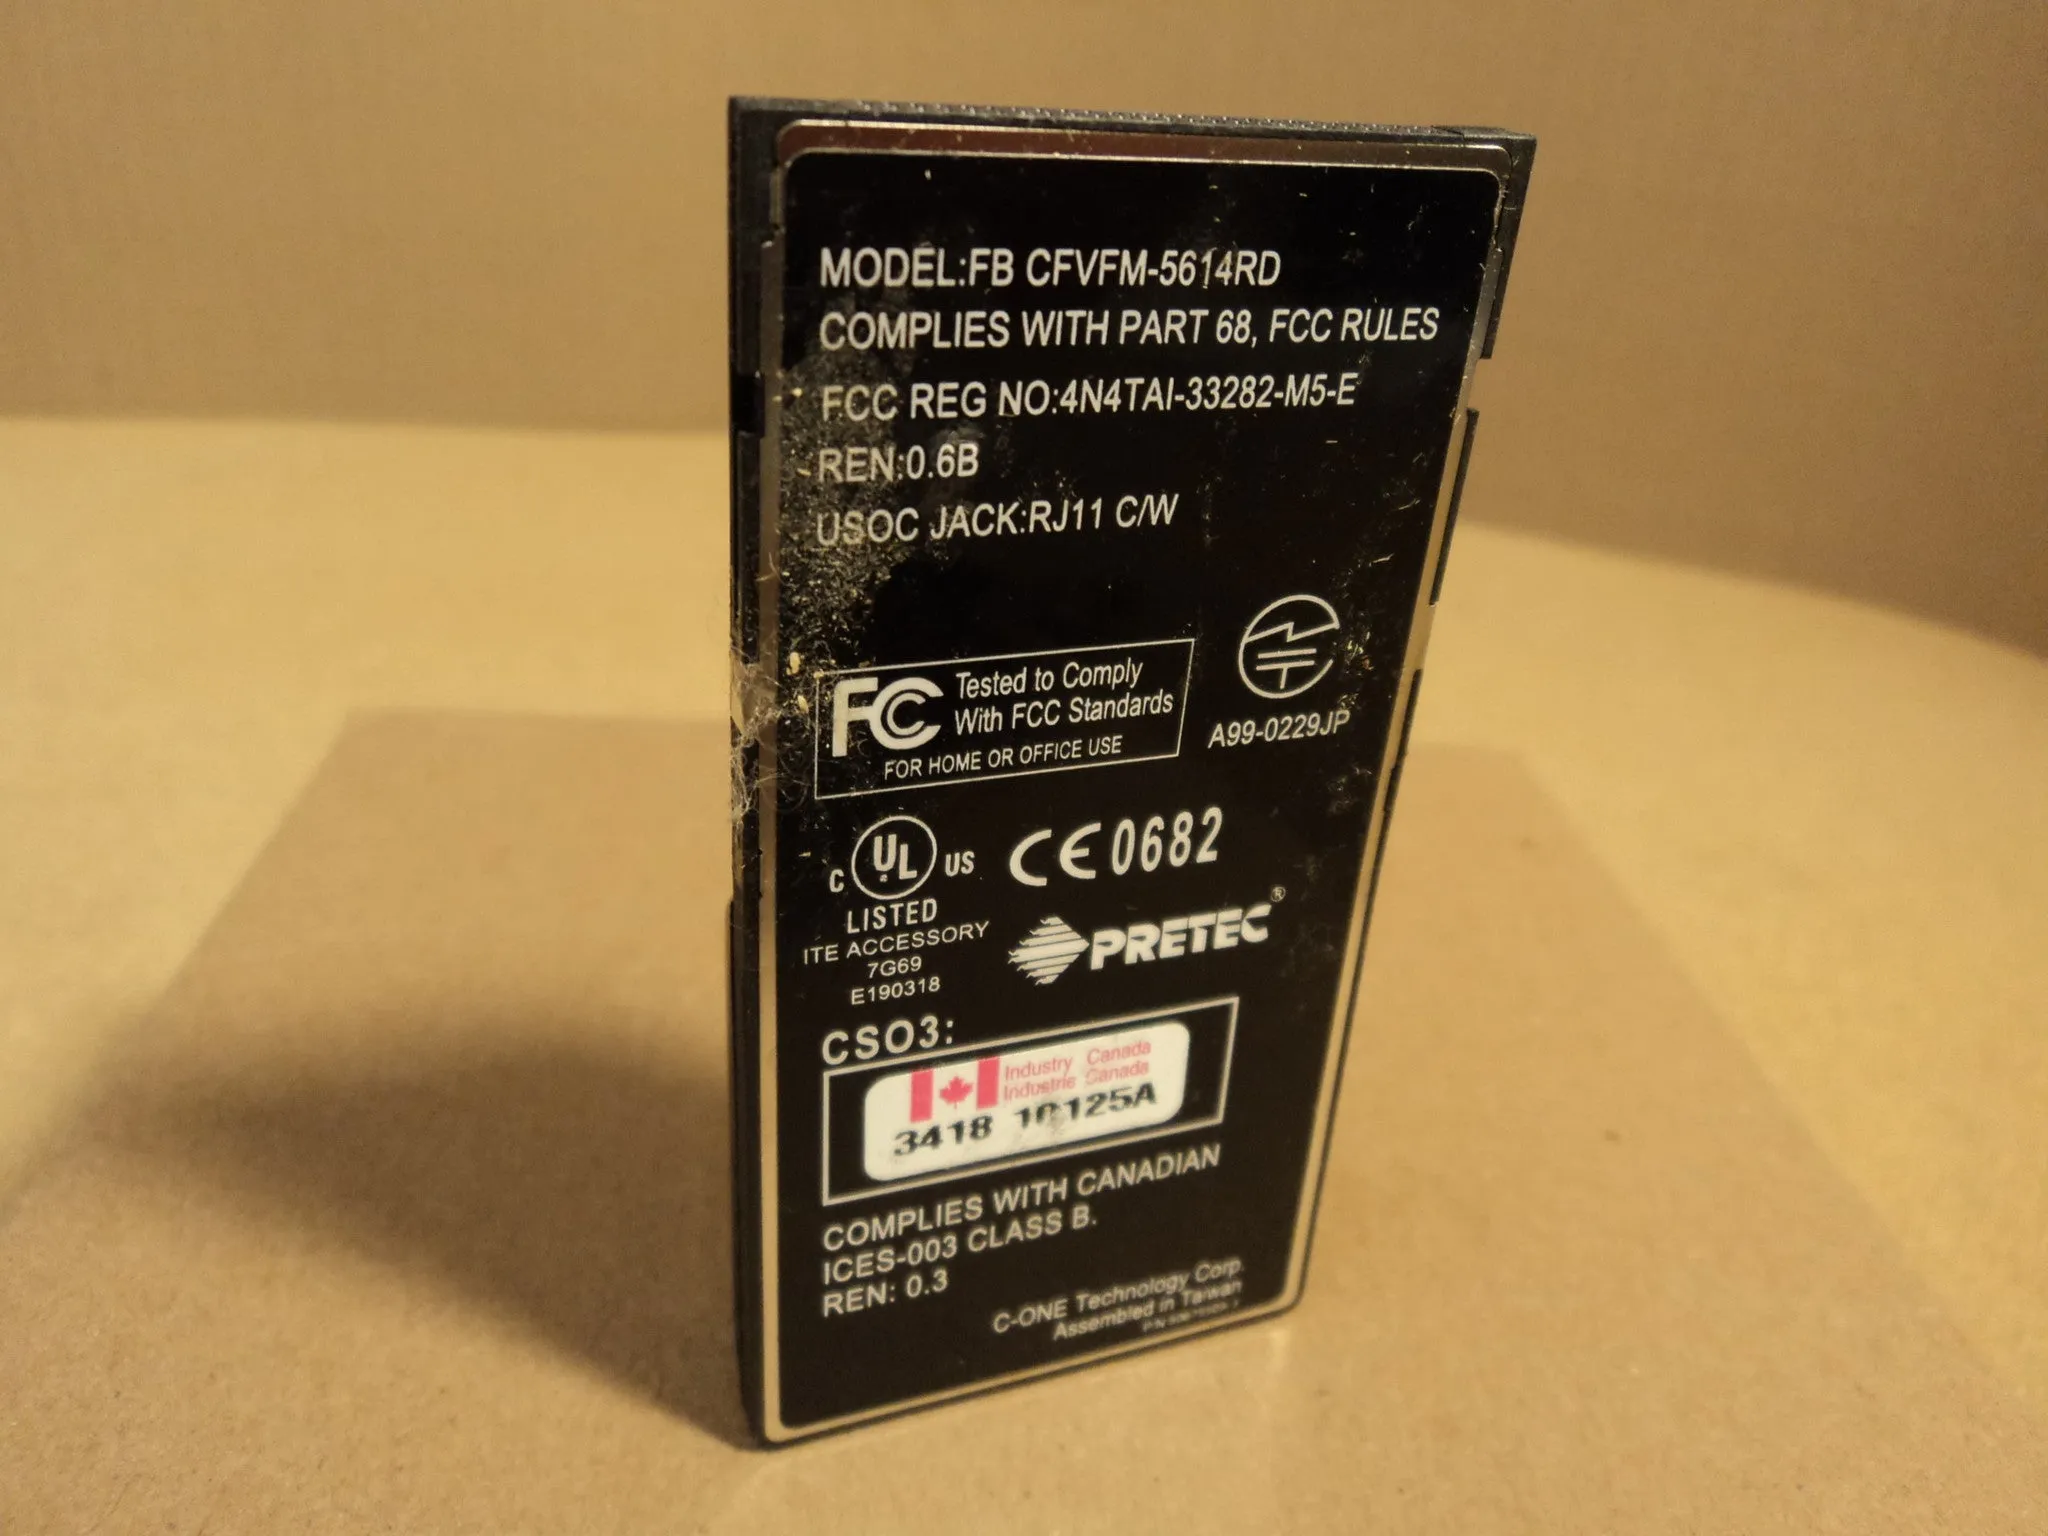 MODEL:FB CFVFM-5614RD
COMPLIES WITH PART 68, FCC RULES
FCC REG NO:4N4TAI-33282-M5-E
REN:0.6B
USOC JACK:RJ11 C/W
FC Tested to Comply
With FCC Standards
FOR HOME OR OFFICE USE
A99-0229JP
C UL US
LISTED
ITE ACCESSORY
7G69
E190318
CE0682
PRETEC®
CSO3:
Industry Canada
Industrie Canada
3418 10125A
COMPLIES WITH CANADIAN
ICES-003 CLASS B.
REN: 0.3
C-ONE Technology Corp.
Assembled in Taiwan
P/N